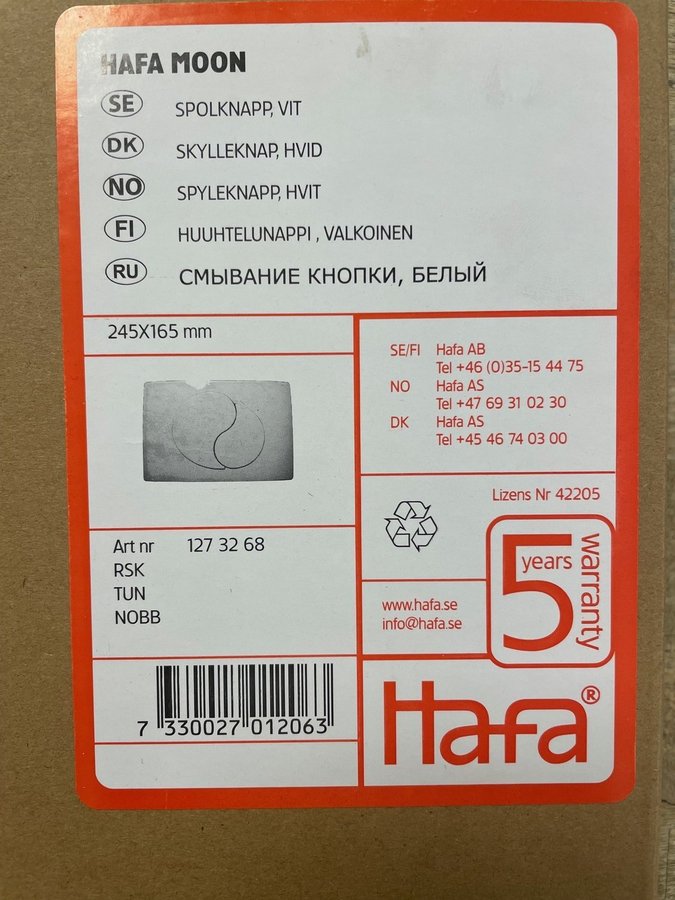 HAFA MOON
SE SPOLKNAPP, VIT
DK SKYLLEKNAP, HVID
NO SPYLEKNAPP, HVIT
FI HUUHTELUNAPPI , VALKOINEN
RU СМЫВАНИЕ КНОПКИ, БЕЛЫЙ
245X165 mm
SE/FI Hafa AB
Tel +46 (0)35-15 44 75
NO Hafa AS
Tel +47 69 31 02 30
DK Hafa AS
Tel +45 46 74 03 00
Lizens Nr 42205
Art nr 127 32 68
RSK
TUN
NOBB
5 years warranty
www.hafa.se
info@hafa.se
7 330027 012063
Hafa®